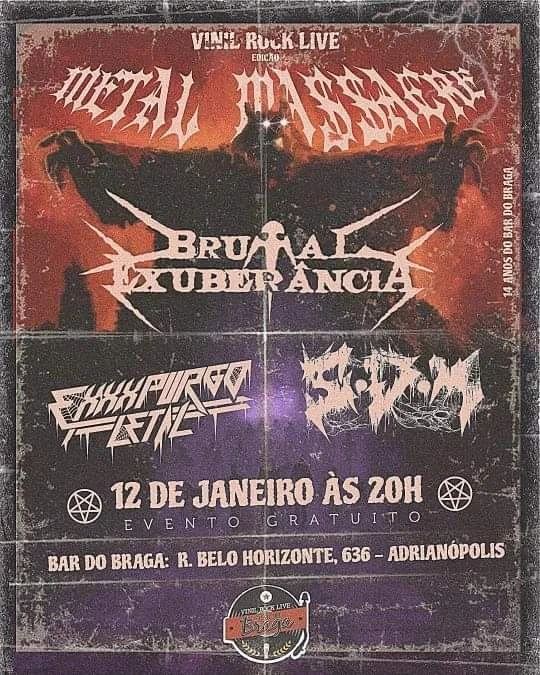 VINIL ROCK LIVE
EDIÇÃO
METAL MASSACRE
14 ANOS DO BAR DO BRAGA
BRUTAL
EXUBERÂNCIA
EXXXPURGO
LETAL
S.D.M
12 DE JANEIRO ÀS 20H
EVENTO GRATUITO
BAR DO BRAGA: R. BELO HORIZONTE, 636 – ADRIANÓPOLIS
VINIL ROCK LIVE
Braga